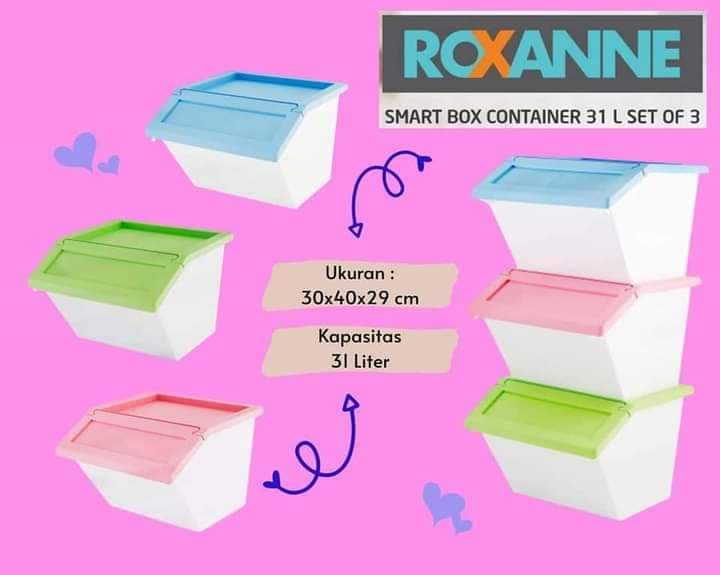 ROXANNE
SMART BOX CONTAINER 31 L SET OF 3
Ukuran :
30x40x29 cm
Kapasitas
31 Liter